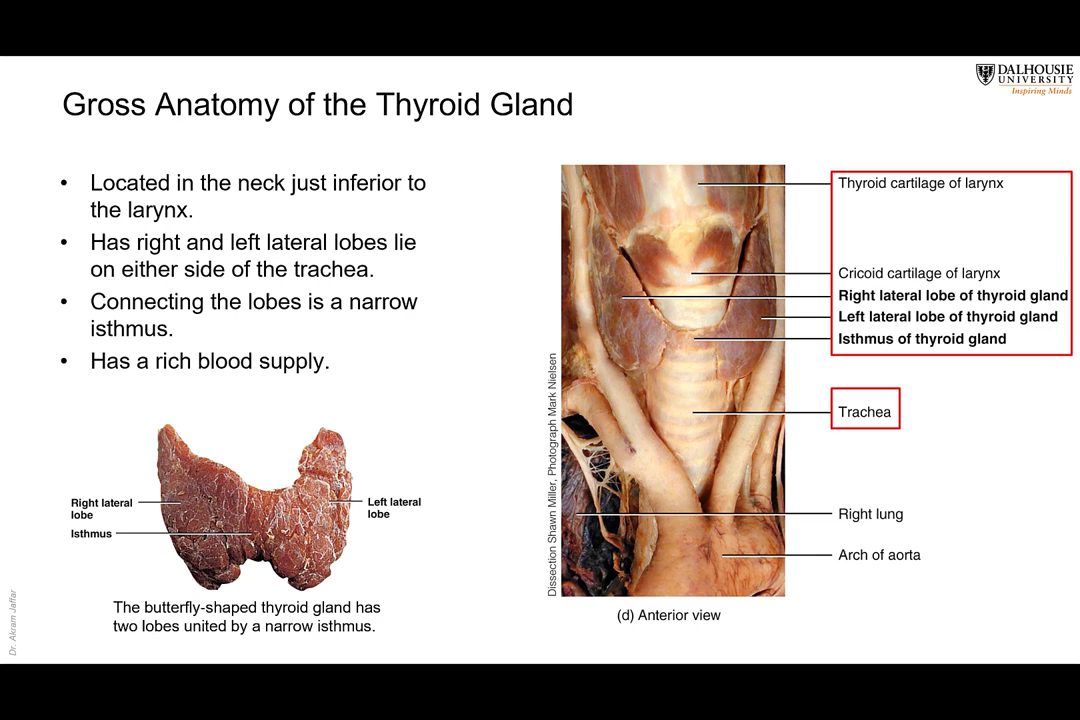 DALHOUSIE
UNIVERSITY
Inspiring Minds
Gross Anatomy of the Thyroid Gland
• Located in the neck just inferior to
the larynx.
• Has right and left lateral lobes lie
on either side of the trachea.
• Connecting the lobes is a narrow
isthmus.
• Has a rich blood supply.
Right lateral
lobe
Isthmus
Left lateral
lobe
The butterfly-shaped thyroid gland has
two lobes united by a narrow isthmus.
Dr. Akram Jaffar
Dissection Shawn Miller, Photograph Mark Nielsen
Thyroid cartilage of larynx
Cricoid cartilage of larynx
Right lateral lobe of thyroid gland
Left lateral lobe of thyroid gland
Isthmus of thyroid gland
Trachea
Right lung
Arch of aorta
(d) Anterior view